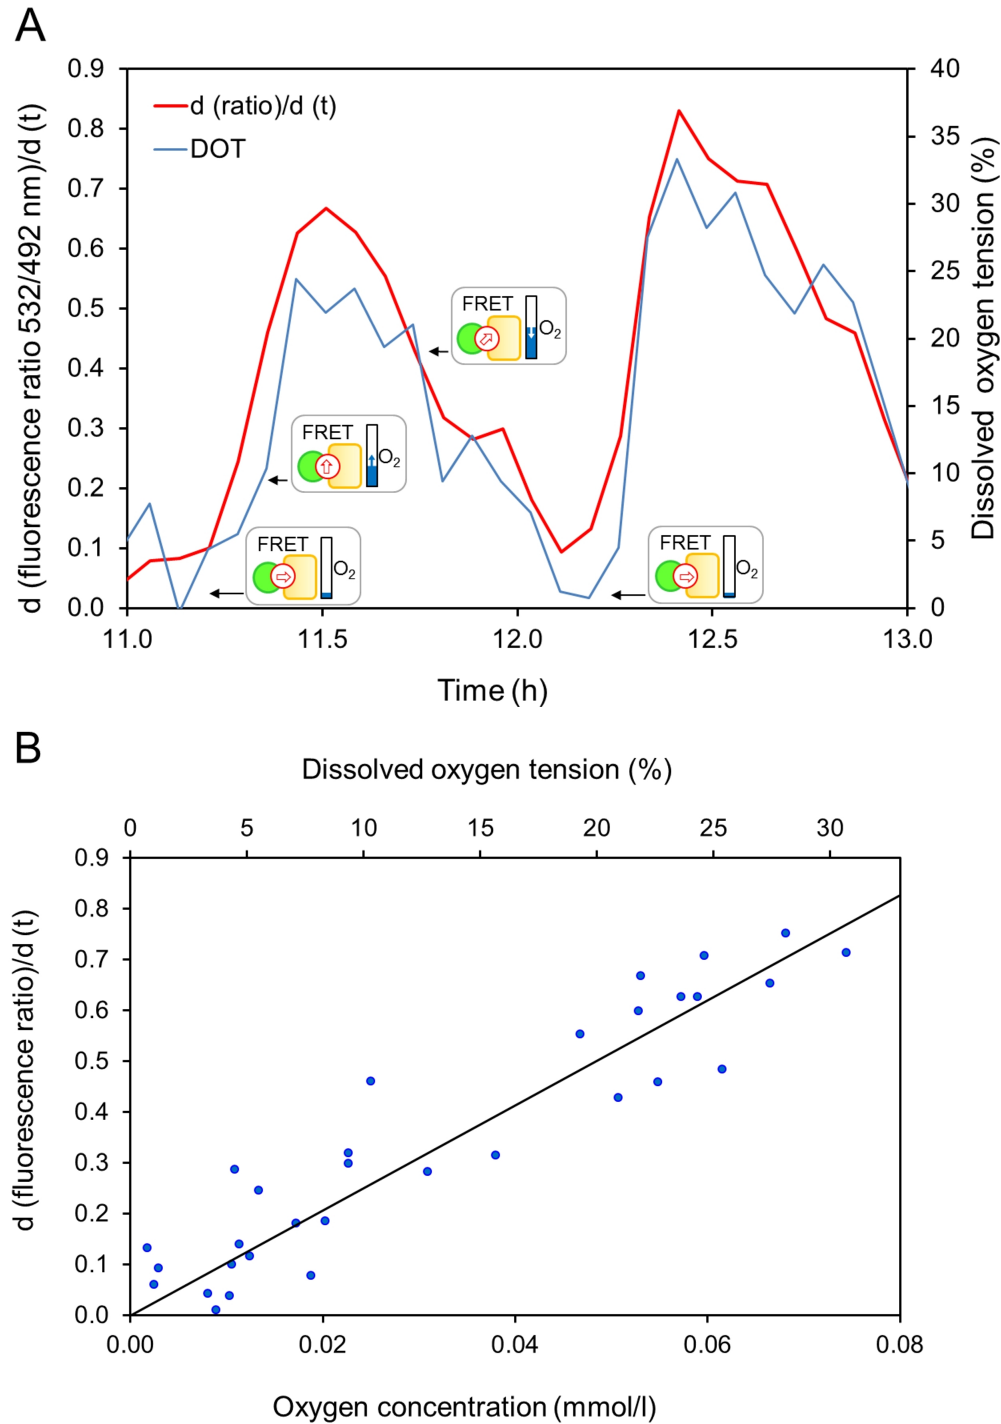 A
d (fluorescence ratio 532/492 nm)/d (t)
0.9
0.8
0.7
0.6
0.5
0.4
0.3
0.2
0.1
0.0
d (ratio)/d (t)
DOT
FRET
O2
FRET
O2
FRET
O2
FRET
O2
40
35
30
25
20
15
10
5
0
Dissolved oxygen tension (%)
11.0 11.5 12.0 12.5 13.0
Time (h)
B
Dissolved oxygen tension (%)
0 5 10 15 20 25 30
d (fluorescence ratio)/d (t)
0.9
0.8
0.7
0.6
0.5
0.4
0.3
0.2
0.1
0.0
0.00 0.02 0.04 0.06 0.08
Oxygen concentration (mmol/l)